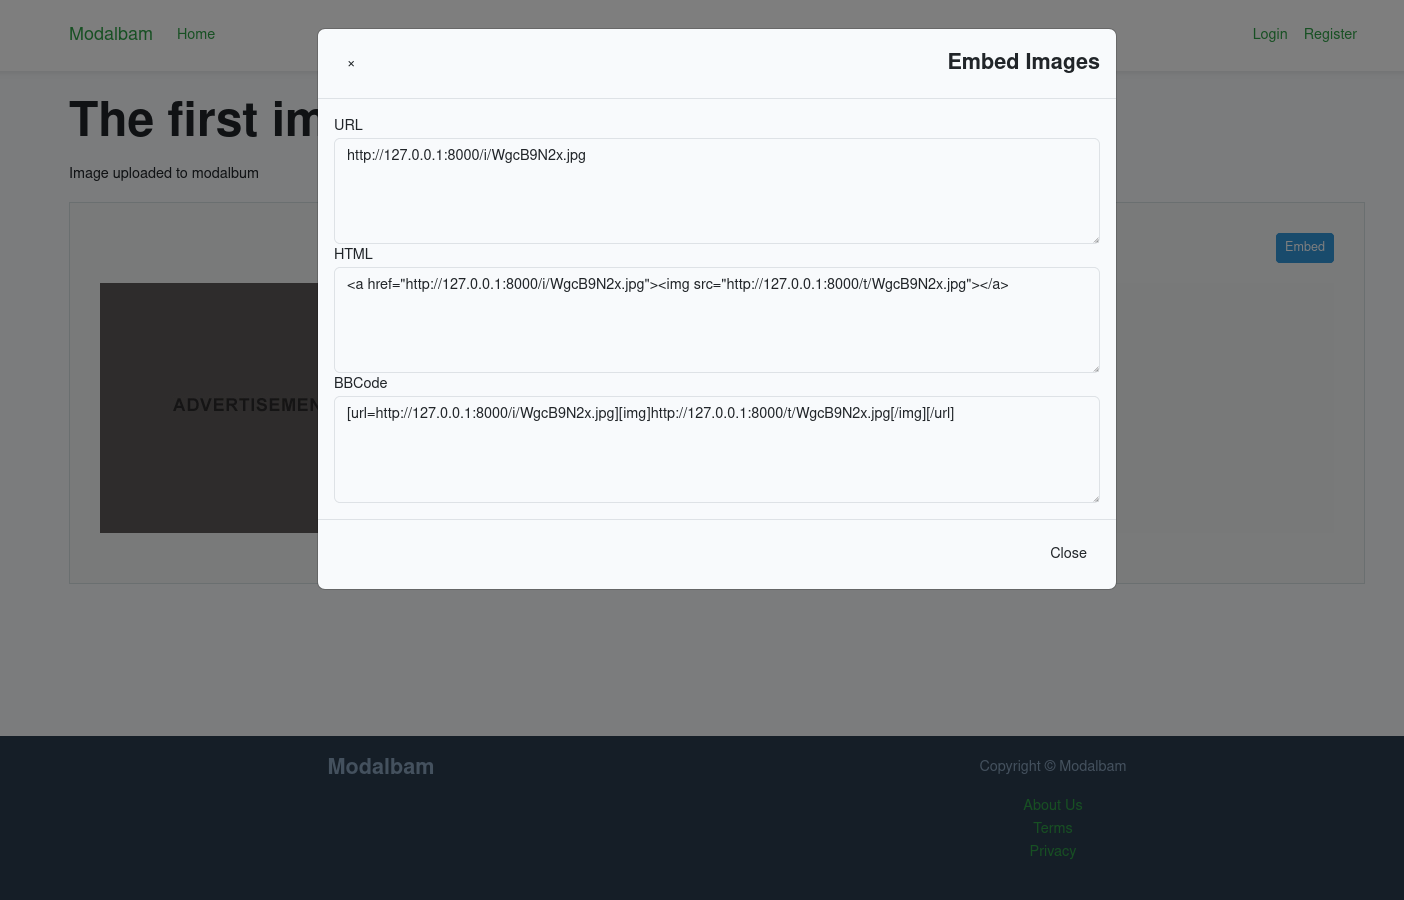 Modalbam Home Login Register
× Embed Images
The first
Image uploaded to modalbum
URL
http://127.0.0.1:8000/i/WgcB9N2x.jpg
HTML
<a href="http://127.0.0.1:8000/i/WgcB9N2x.jpg"><img src="http://127.0.0.1:8000/t/WgcB9N2x.jpg"></a>
BBCode
[url=http://127.0.0.1:8000/i/WgcB9N2x.jpg][img]http://127.0.0.1:8000/t/WgcB9N2x.jpg[/img][/url]
Close
Embed
Modalbam
Copyright © Modalbam
About Us
Terms
Privacy